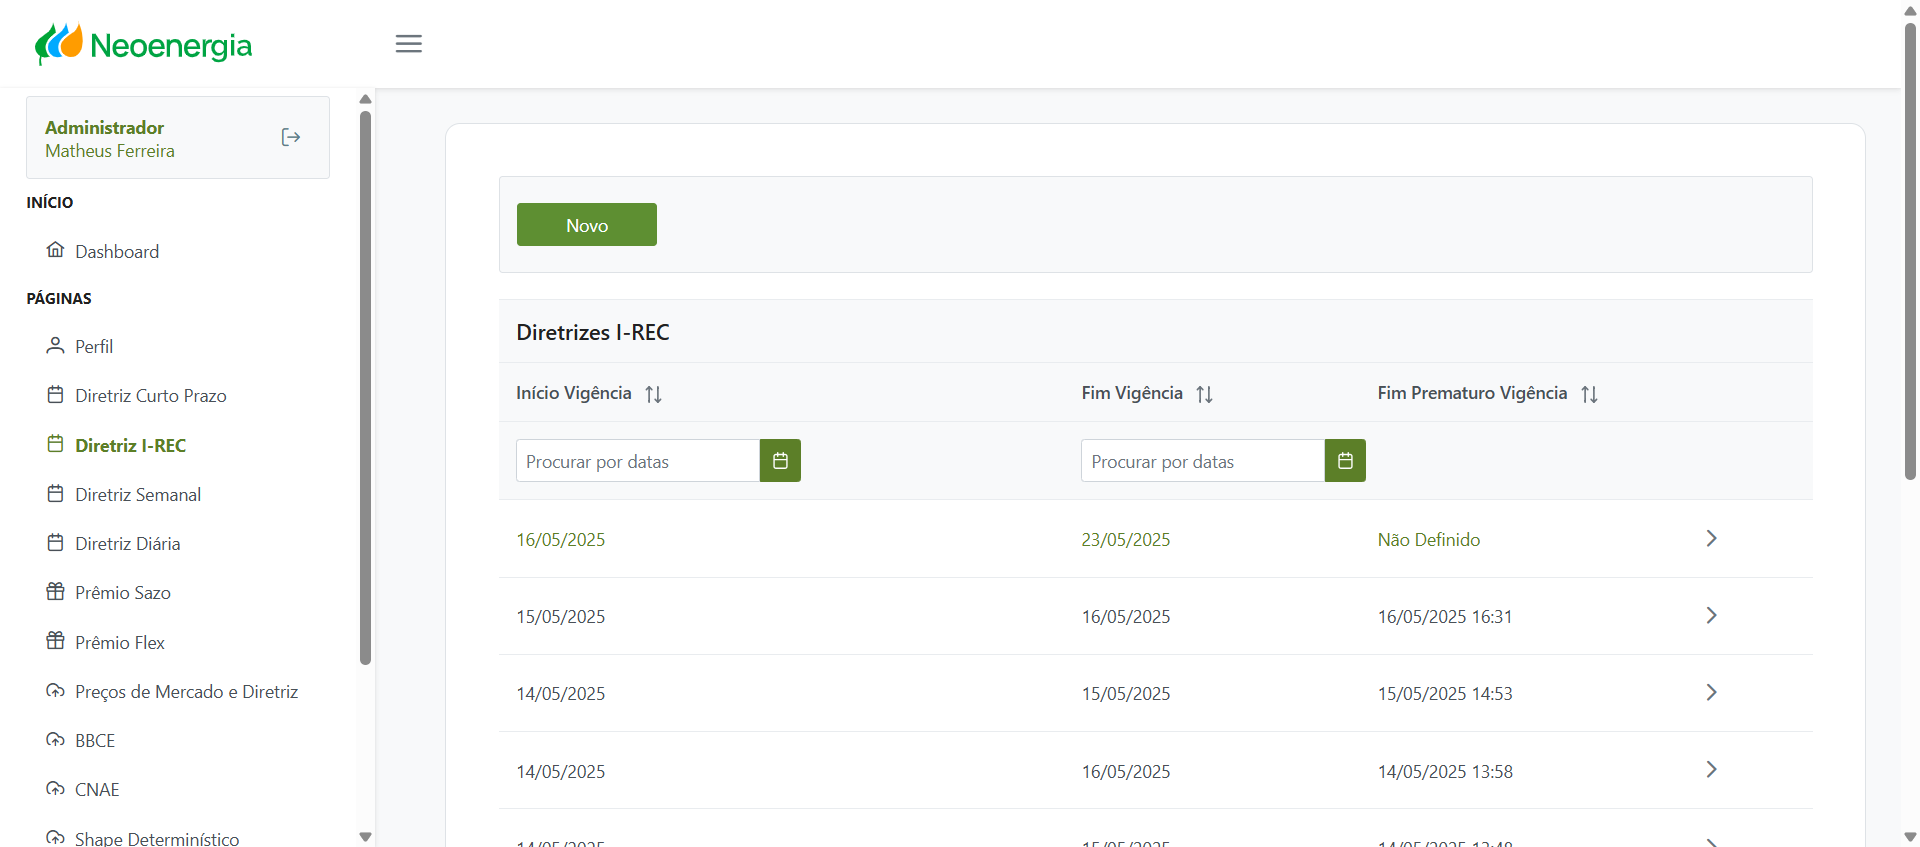 Neoenergia
Administrador
Matheus Ferreira
INÍCIO
Dashboard
PÁGINAS
Perfil
Diretriz Curto Prazo
Diretriz I-REC
Diretriz Semanal
Diretriz Diária
Prêmio Sazo
Prêmio Flex
Preços de Mercado e Diretriz
BBCE
CNAE
Shape Determinístico
Novo
Diretrizes I-REC
Início Vigência Fim Vigência Fim Prematuro Vigência
Procurar por datas Procurar por datas
16/05/2025 23/05/2025 Não Definido
15/05/2025 16/05/2025 16/05/2025 16:31
14/05/2025 15/05/2025 15/05/2025 14:53
14/05/2025 16/05/2025 14/05/2025 13:58